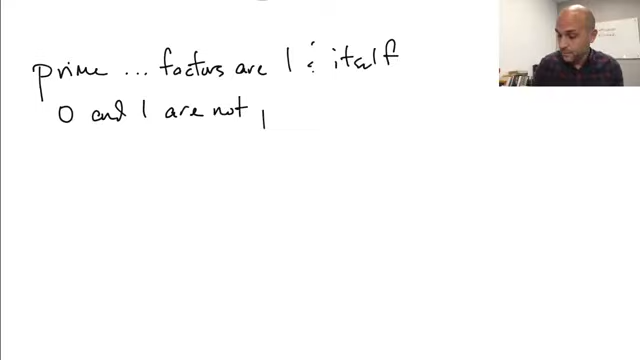 prime ... factors are 1 & itself
0 and 1 are not